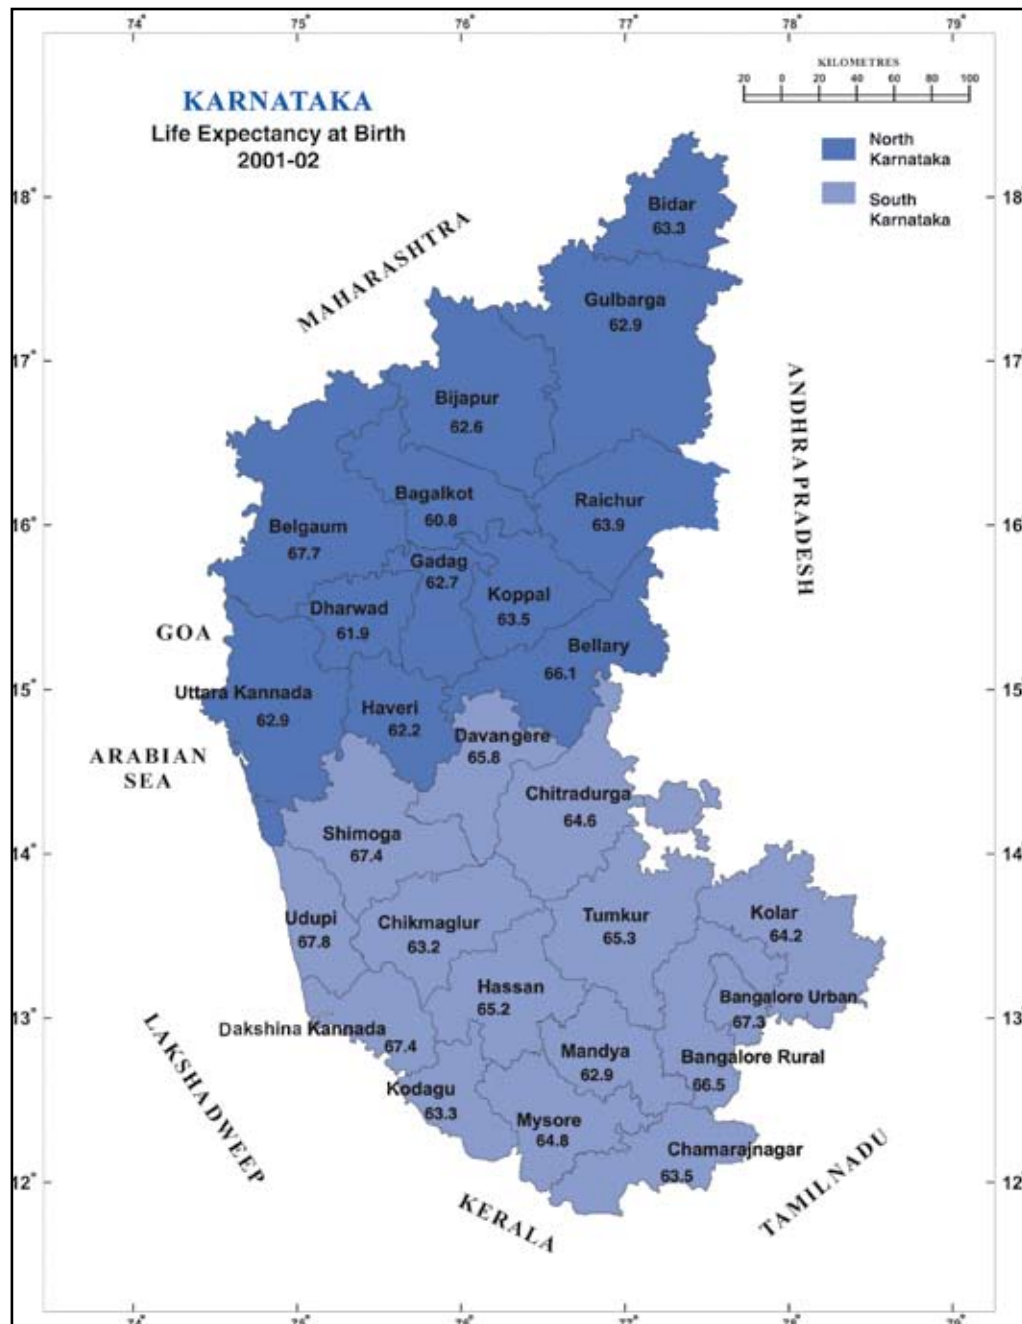 74˚ 75˚ 76˚ 77˚ 78˚ 79˚
KILOMETRES
20 0 20 40 60 80 100
KARNATAKA
Life Expectancy at Birth
2001-02
North
Karnataka
South
Karnataka
18˚
18
MAHARASHTRA
Bidar
63.3
Gulbarga
62.9
17˚
17
ANDHRAPRADESH
Bijapur
62.6
Bagalkot
60.8
Raichur
63.9
16˚
16
Belgaum
67.7
Gadag
62.7
Koppal
63.5
Dharwad
61.9
GOA
Bellary
66.1
15˚
15
Uttara Kannada
62.9
Haveri
62.2
Davangere
65.8
ARABIAN
SEA
Chitradurga
64.6
Shimoga
67.4
14˚
14
Udupi
67.8
Chikmaglur
63.2
Tumkur
65.3
Kolar
64.2
Hassan
65.2
Bangalore Urban
67.3
13˚
13
Dakshina Kannada
67.4
Mandya
62.9
Bangalore Rural
66.5
LAKSHADWEEP
Kodagu
63.3
Mysore
64.8
Chamarajnagar
63.5
12˚
12
KERALA
TAMILNADU
74˚ 75˚ 76˚ 77˚ 78˚ 79˚